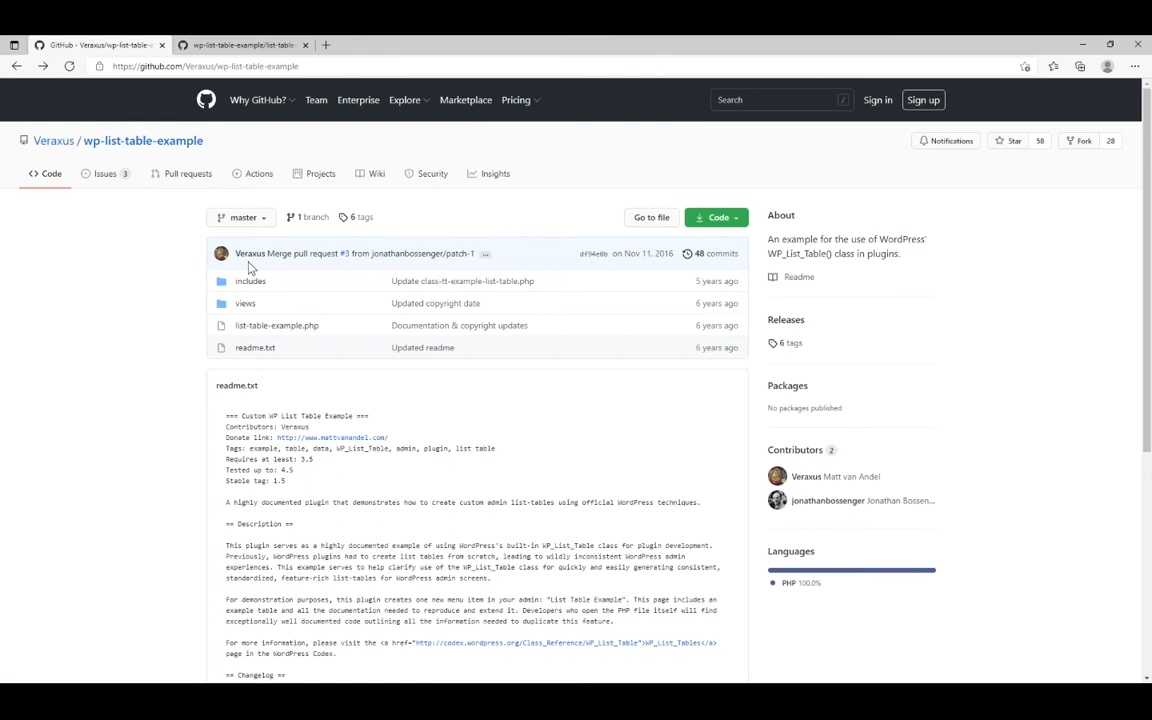 GitHub - Veraxus/wp-list-table-e
wp-list-table-example/list-table
https://github.com/Veraxus/wp-list-table-example
Why GitHub? Team Enterprise Explore Marketplace Pricing Search / Sign in Sign up
Veraxus / wp-list-table-example Notifications Star 58 Fork 28
Code Issues 3 Pull requests Actions Projects Wiki Security Insights
master 1 branch 6 tags Go to file Code
Veraxus Merge pull request #3 from jonathanbossenger/patch-1 ... df94e0b on Nov 11, 2016 48 commits
includes Update class-tt-example-list-table.php 5 years ago
views Updated copyright date 6 years ago
list-table-example.php Documentation & copyright updates 6 years ago
readme.txt Updated readme 6 years ago
readme.txt
=== Custom WP List Table Example ===
Contributors: Veraxus
Donate link: http://www.mattvanandel.com/
Tags: example, table, data, WP_List_Table, admin, plugin, list table
Requires at least: 3.5
Tested up to: 4.5
Stable tag: 1.5
A highly documented plugin that demonstrates how to create custom admin list-tables using official WordPress techniques.
== Description ==
This plugin serves as a highly documented example of using WordPress's built-in WP_List_Table class for plugin development.
Previously, WordPress plugins had to create list tables from scratch, leading to wildly inconsistent WordPress admin
experiences. This example serves to help clarify use of the WP_List_Table class for quickly and easily generating consistent,
standardized, feature-rich list-tables for WordPress admin screens.
For demonstration purposes, this plugin creates one new menu item in your admin: "List Table Example". This page includes an
example table and all the documentation needed to reproduce and extend it. Developers who open the PHP file itself will find
exceptionally well documented code outlining all the information needed to duplicate this feature.
For more information, please visit the <a href="http://codex.wordpress.org/Class_Reference/WP_List_Table">WP_List_Tables</a>
page in the WordPress Codex.
== Changelog ==
About
An example for the use of WordPress'
WP_List_Table() class in plugins.
Readme
Releases
6 tags
Packages
No packages published
Contributors 2
Veraxus Matt van Andel
jonathanbossenger Jonathan Bossen...
Languages
PHP 100.0%